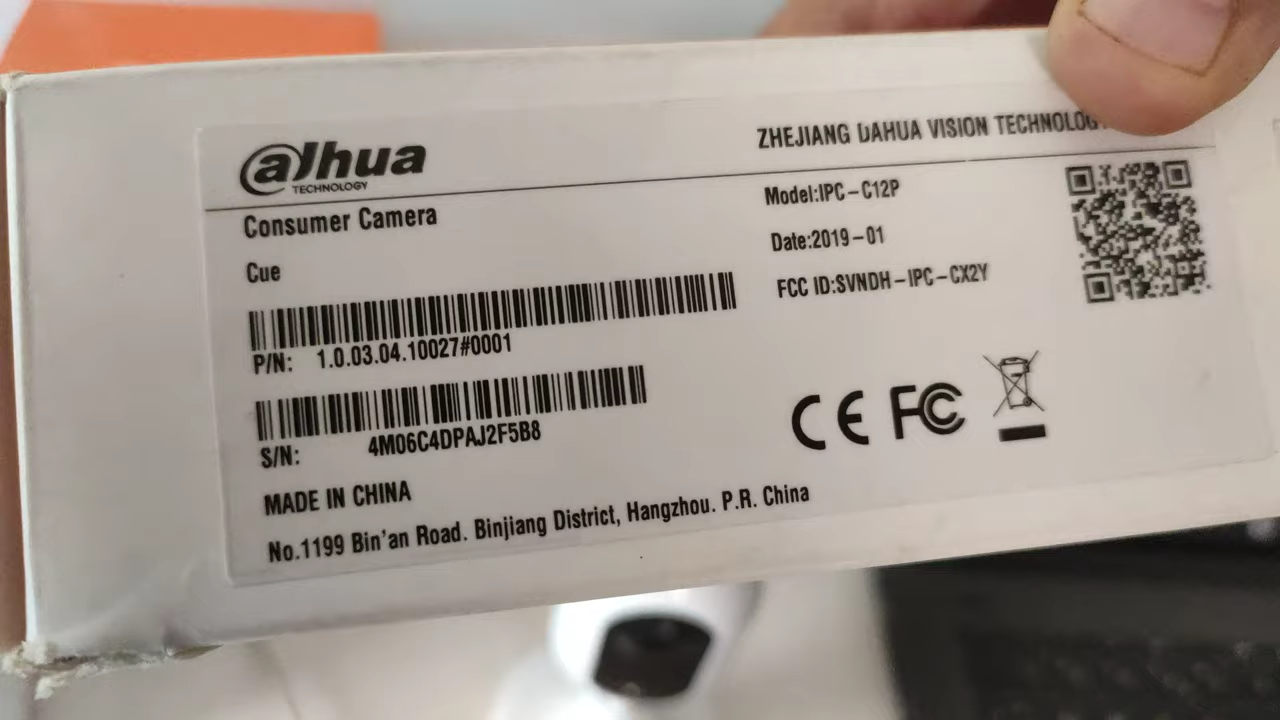 alhua
TECHNOLOGY
ZHEJIANG DAHUA VISION TECHNOLOGY
Consumer Camera
Cue
Model:IPC-C12P
Date:2019-01
FCC ID:SVNDH-IPC-CX2Y
P/N: 1.0.03.04.10027#0001
S/N: 4M06C4DPAJ2F5B8
CE FC
MADE IN CHINA
No.1199 Bin'an Road. Binjiang District, Hangzhou. P.R. China